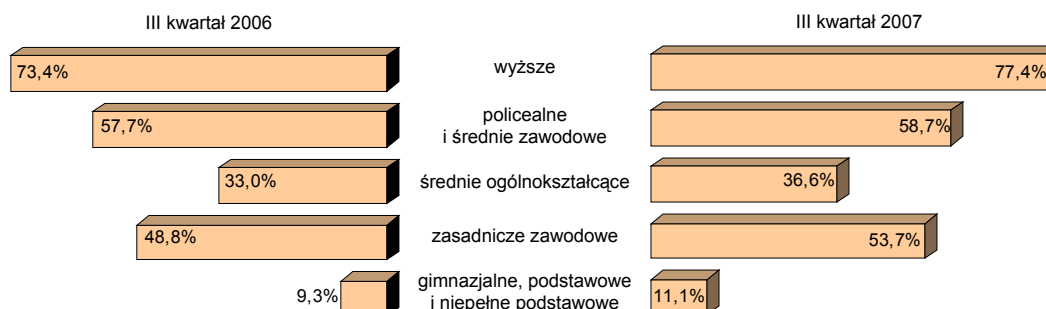 III kwartał 2006
III kwartał 2007
73,4%
wyższe
77,4%
57,7%
policealne
i średnie zawodowe
58,7%
33,0%
średnie ogólnokształcące
36,6%
48,8%
zasadnicze zawodowe
53,7%
9,3%
gimnazjalne, podstawowe
i niepełne podstawowe
11,1%